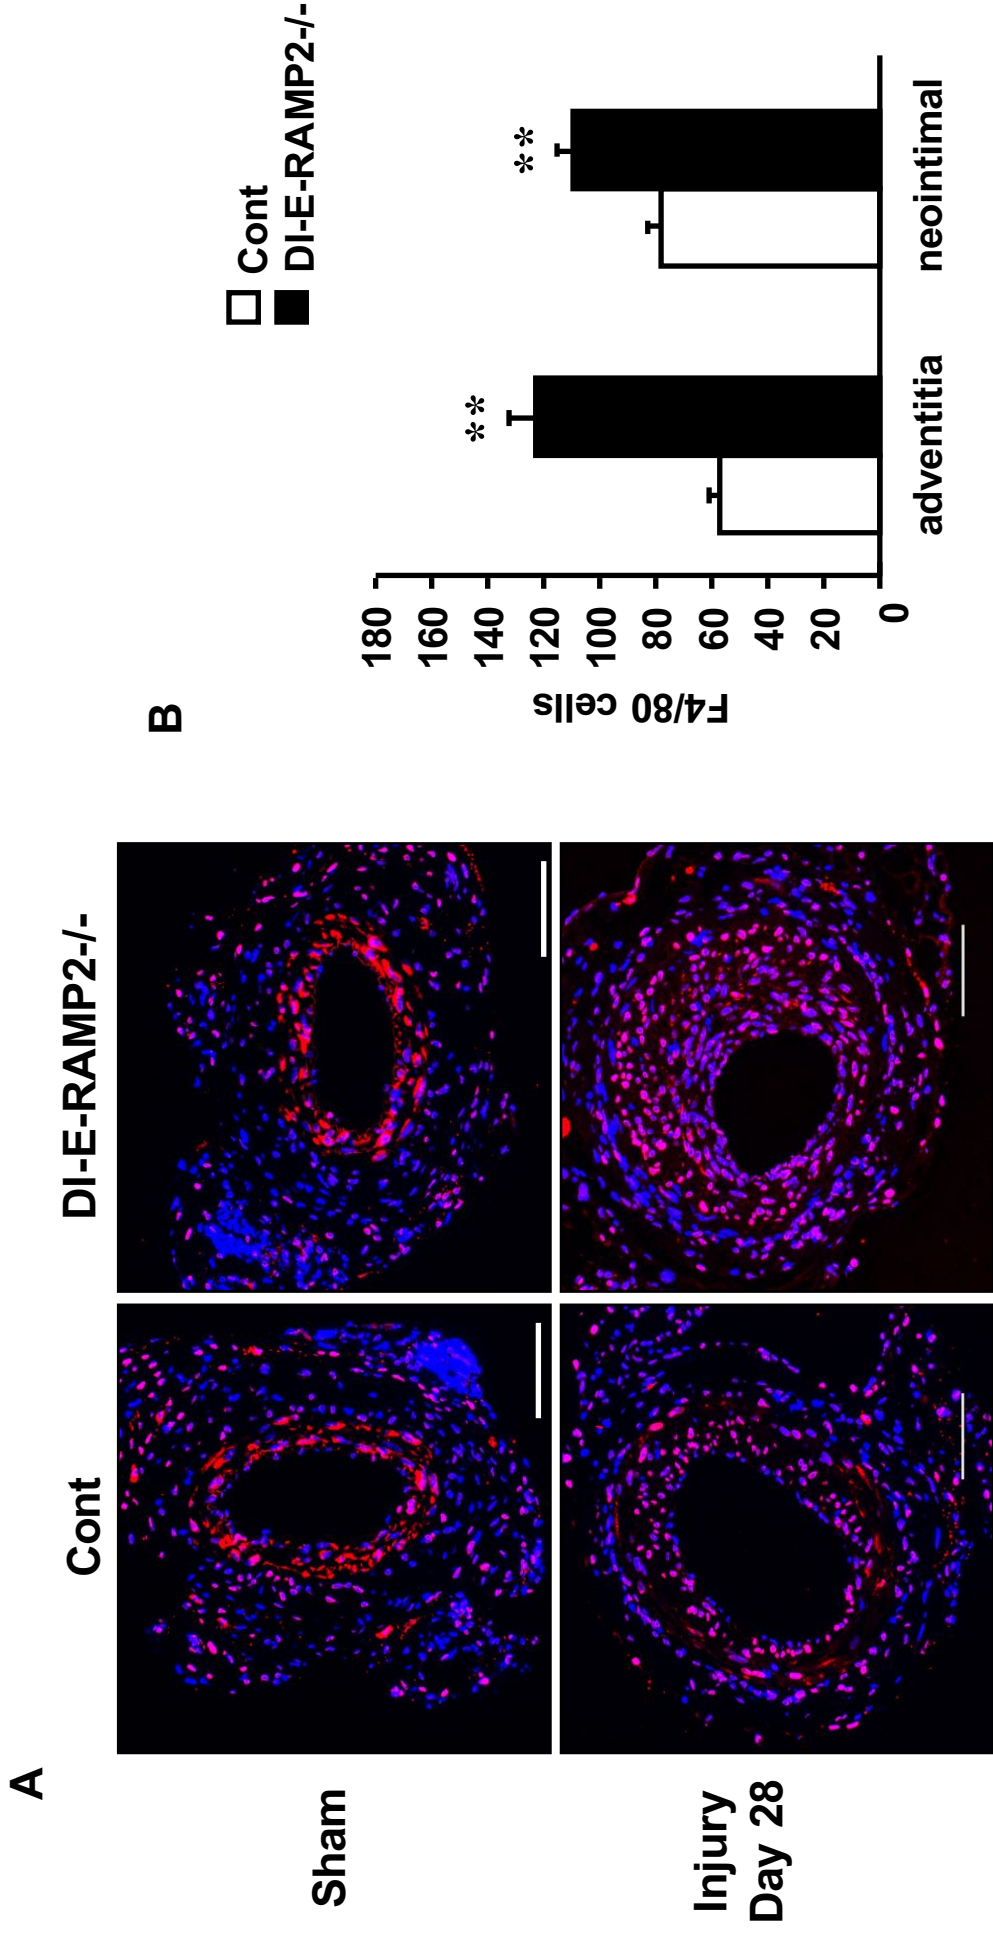 A
Cont
DI-E-RAMP2-/-
Sham
Injury
Day 28
B
Cont
DI-E-RAMP2-/-
F4/80 cells
180
160
140
120
100
80
60
40
20
0
**
**
adventitia
neointimal